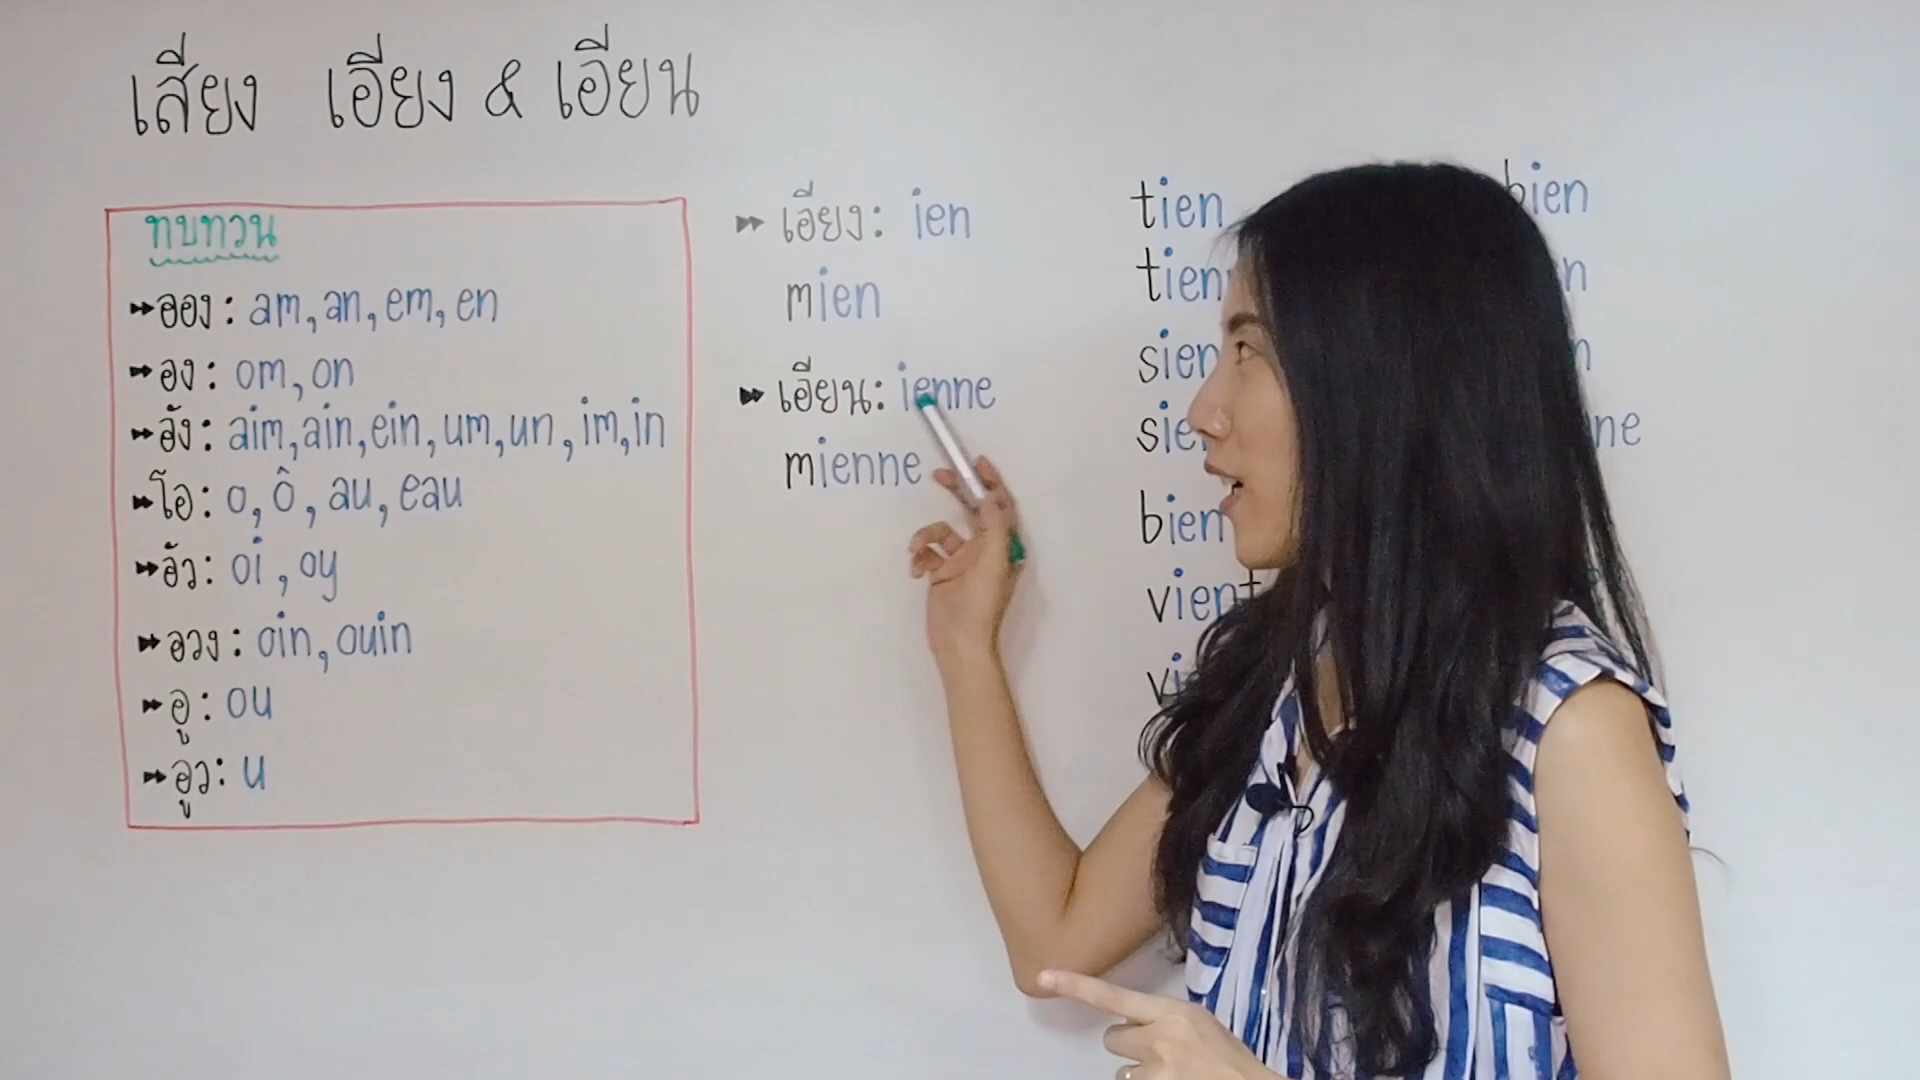 เสียง เอียง & เอียน
ทบทวน
ออง: am, an, em, en
อง: om, on
อัง: aim, ain, ein, um, un, im, in
โอ: o, ô, au, eau
อัว: oi, oy
อวง: oin, ouin
อู: ou
อูว: u
เอียง: ien
mien
เอียน: ienne
mienne
tien
bien
vient